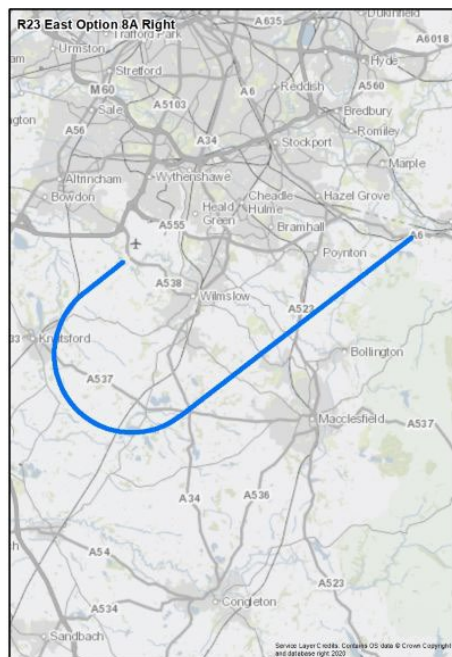 R23 East Option 8A Right
Trafford Park
A635
Dukinfield
Urmston
A6018
Hyde
Stretford
M60
A6
Reddish
A560
Sale
A5103
Bredbury
A56
A34
Romiley
Stockport
Marple
Altrincham
Wythenshawe
Bowdon
Heald
Green
Cheadle
Hulme
Hazel Grove
A555
Bramhall
A6
Poynton
A538
Wilmslow
A523
Knutsford
Bollington
A537
Macclesfield
A537
A34
A536
A54
A523
A534
Congleton
Sandbach
Service Layer Credits: Contains OS data © Crown Copyright
and database right 2020